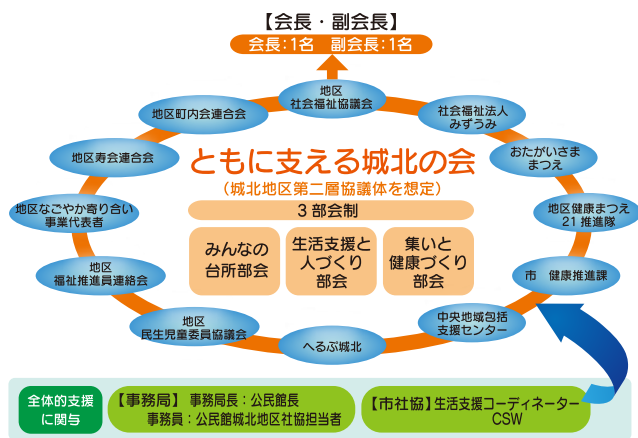 【会長・副会長】
会長:1名　副会長:1名
地区
社会福祉協議会
地区町内会連合会
社会福祉法人
みずうみ
地区寿会連合会
おたがいさま
まつえ
ともに支える城北の会
（城北地区第二層協議体を想定）
地区なごやか寄り合い
事業代表者
地区健康まつえ
21推進隊
3部会制
みんなの
台所部会
生活支援と
人づくり
部会
集いと
健康づくり
部会
地区
福祉推進員連絡会
市　健康推進課
地区
民生児童委員協議会
へるぷ城北
中央地域包括
支援センター
全体的支援
に関与
【事務局】事務局長：公民館長
事務員：公民館城北地区社協担当者
【市社協】生活支援コーディネーター
CSW